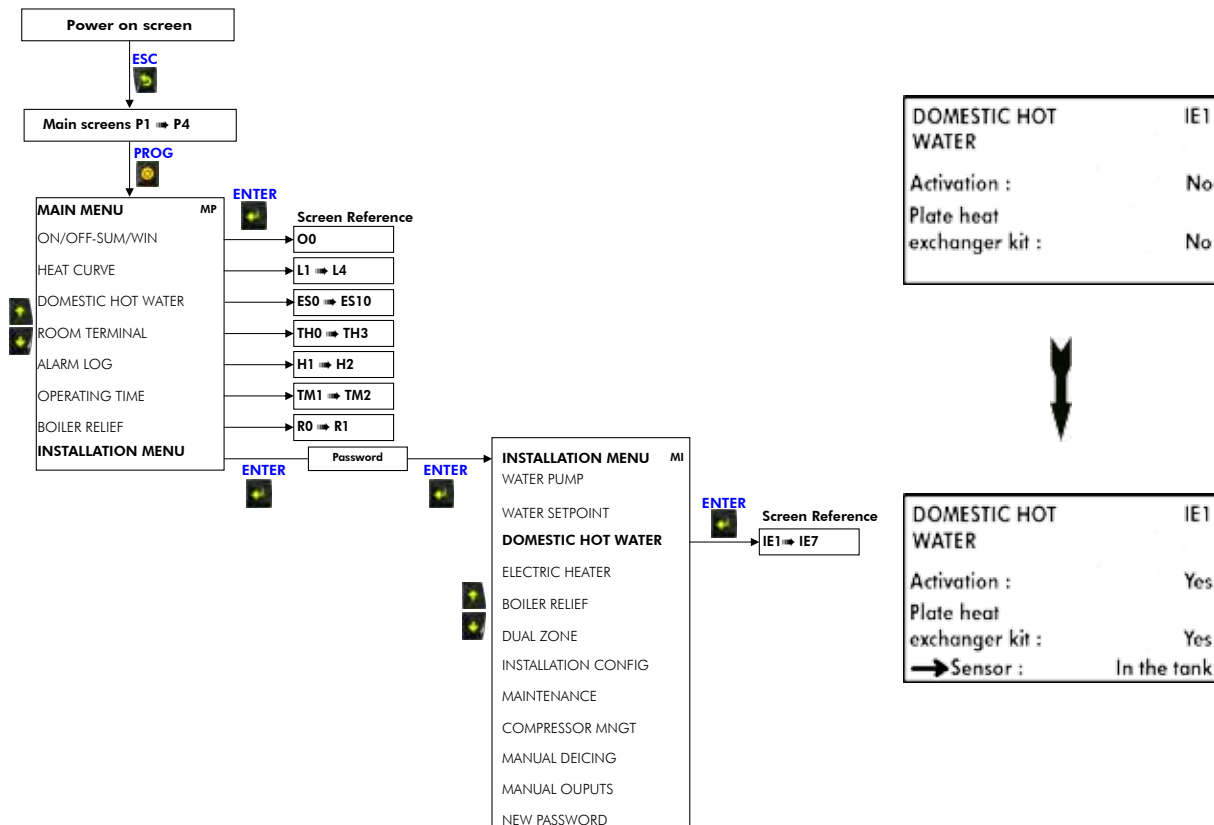 Power on screen
ESC
Main screens P1 ➠ P4
PROG
MAIN MENU MP
ENTER
Screen Reference
ON/OFF-SUM/WIN
O0
HEAT CURVE
L1 ➠ L4
DOMESTIC HOT WATER
ES0 ➠ ES10
ROOM TERMINAL
TH0 ➠ TH3
ALARM LOG
H1 ➠ H2
OPERATING TIME
TM1 ➠ TM2
BOILER RELIEF
R0 ➠ R1
INSTALLATION MENU
ENTER
Password
ENTER
INSTALLATION MENU MI
WATER PUMP
WATER SETPOINT
DOMESTIC HOT WATER
ENTER
Screen Reference
IE1➠ IE7
ELECTRIC HEATER
BOILER RELIEF
DUAL ZONE
INSTALLATION CONFIG
MAINTENANCE
COMPRESSOR MNGT
MANUAL DEICING
MANUAL OUPUTS
NEW PASSWORD
DOMESTIC HOT IE1
WATER
Activation : No
Plate heat
exchanger kit : No
DOMESTIC HOT IE1
WATER
Activation : Yes
Plate heat
exchanger kit : Yes
➔Sensor : In the tank